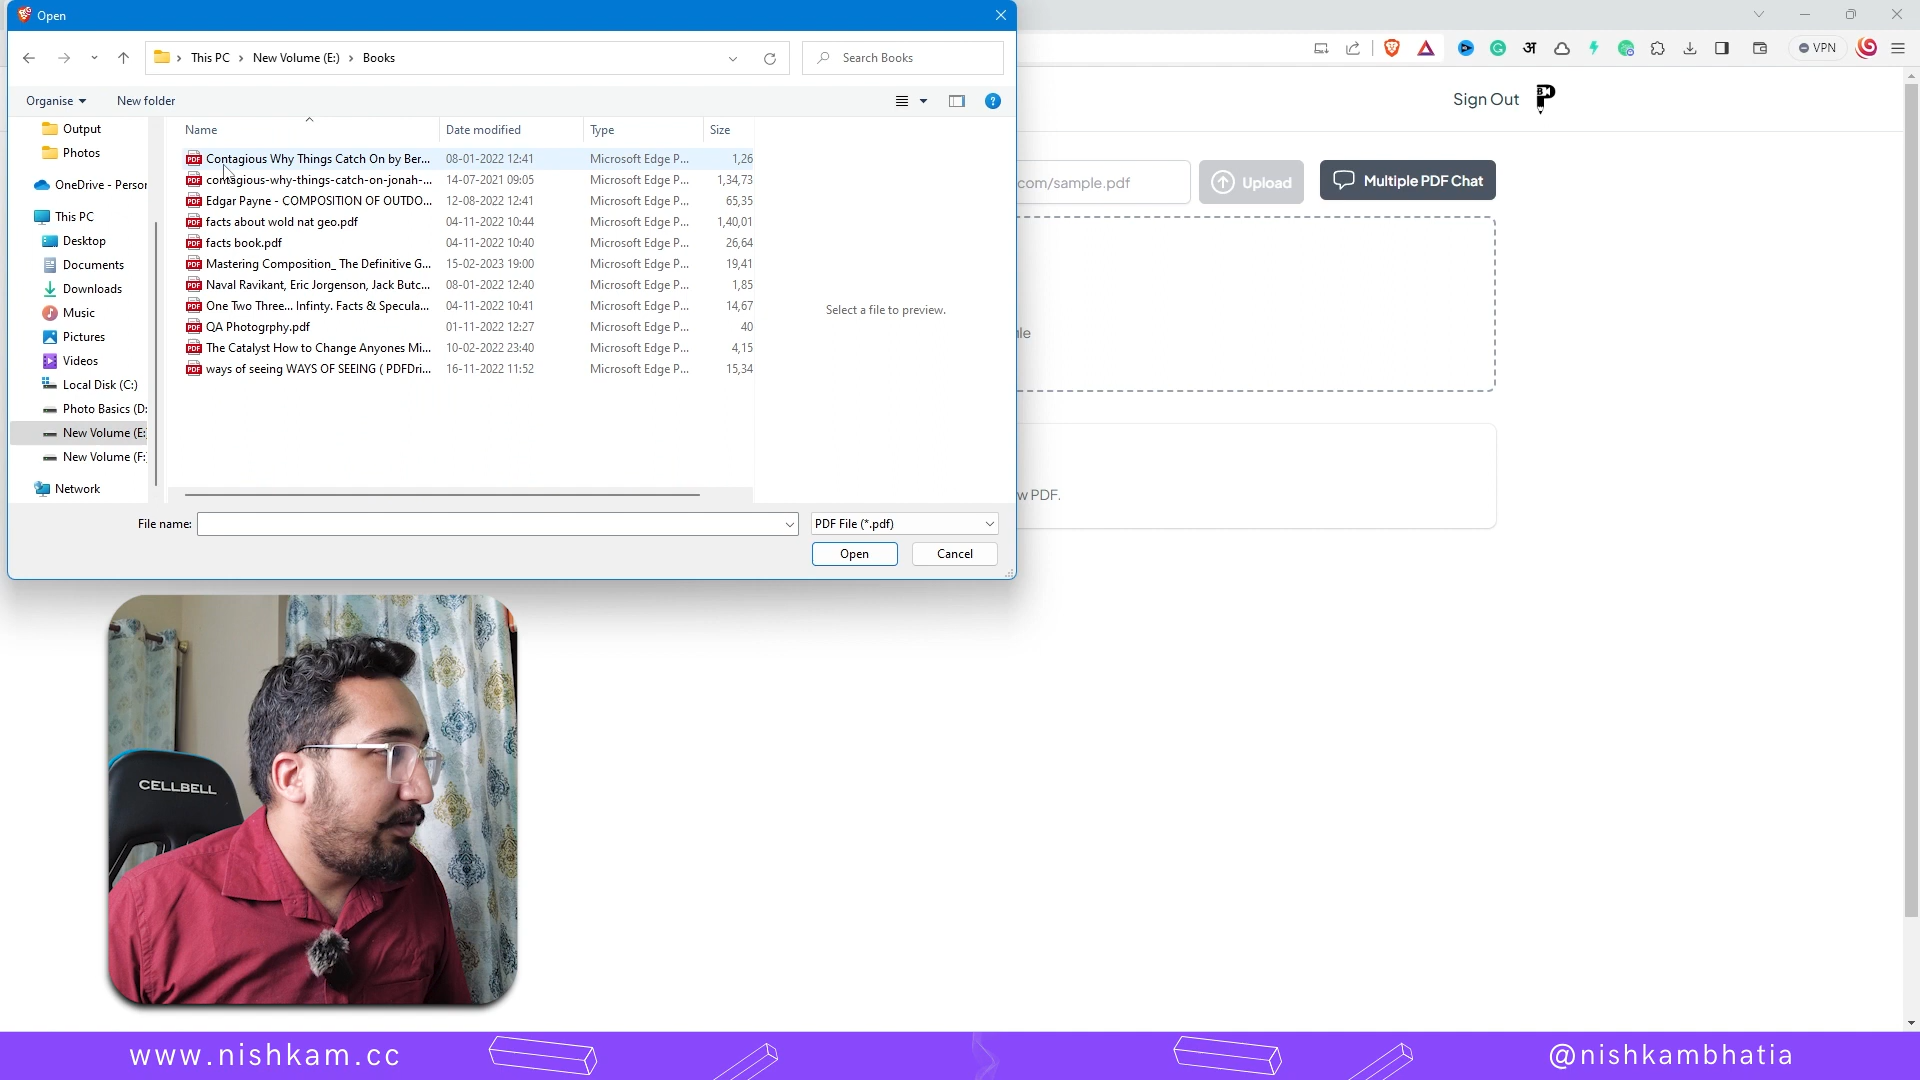 Open
This PC > New Volume (E:) > Books
Search Books
Organise
New folder
Output
Photos
OneDrive - Person
This PC
Desktop
Documents
Downloads
Music
Pictures
Videos
Local Disk (C:)
Photo Basics (D:
New Volume (E:
New Volume (F:
Network
Name Date modified Type Size
Contagious Why Things Catch On by Ber... 08-01-2022 12:41 Microsoft Edge P... 1,26
contagious-why-things-catch-on-jonah-... 14-07-2021 09:05 Microsoft Edge P... 1,34,73
Edgar Payne - COMPOSITION OF OUTDO... 12-08-2022 12:41 Microsoft Edge P... 65,35
facts about wold nat geo.pdf 04-11-2022 10:44 Microsoft Edge P... 1,40,01
facts book.pdf 04-11-2022 10:40 Microsoft Edge P... 26,64
Mastering Composition_ The Definitive G... 15-02-2023 19:00 Microsoft Edge P... 19,41
Naval Ravikant, Eric Jorgenson, Jack Butc... 08-01-2022 12:40 Microsoft Edge P... 1,85
One Two Three... Infinty. Facts & Specula... 04-11-2022 10:41 Microsoft Edge P... 14,67
QA Photogrphy.pdf 01-11-2022 12:27 Microsoft Edge P... 40
The Catalyst How to Change Anyones Mi... 10-02-2022 23:40 Microsoft Edge P... 4,15
ways of seeing WAYS OF SEEING ( PDFDri... 16-11-2022 11:52 Microsoft Edge P... 15,34
Select a file to preview.
File name:
PDF File (*.pdf)
Open
Cancel
VPN
Sign Out
com/sample.pdf
Upload
Multiple PDF Chat
w PDF.
CELLBELL
www.nishkam.cc
@nishkambhatia